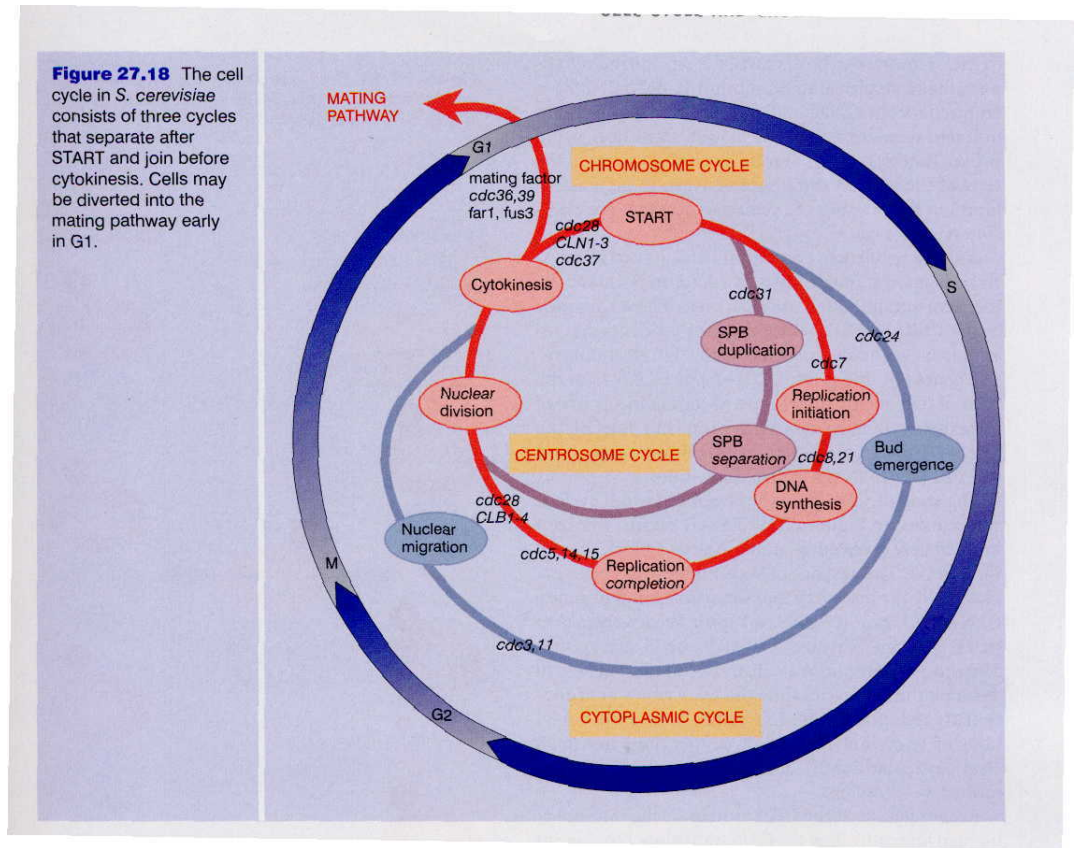 Figure 27.18 The cell
cycle in S. cerevisiae
consists of three cycles
that separate after
START and join before
cytokinesis. Cells may
be diverted into the
mating pathway early
in G1.
MATING
PATHWAY
G1
mating factor
cdc36,39
far1, fus3
CHROMOSOME CYCLE
START
cdc28
CLN1-3
cdc37
Cytokinesis
S
cdc31
cdc24
SPB
duplication
cdc7
Nuclear
division
Replication
initiation
CENTROSOME CYCLE
SPB
separation
cdc8,21
Bud
emergence
DNA
synthesis
cdc28
CLB1-4
Nuclear
migration
cdc5,14,15
Replication
completion
M
cdc3,11
G2
CYTOPLASMIC CYCLE